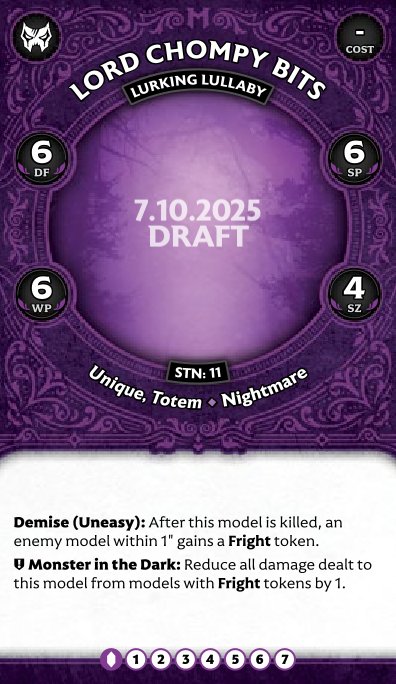 -
COST
LORD CHOMPY BITS
LURKING LULLABY
6
DF
6
SP
7.10.2025
DRAFT
6
WP
4
SZ
STN: 11
Unique, Totem ◆ Nightmare
Demise (Uneasy): After this model is killed, an
enemy model within 1" gains a Fright token.
Monster in the Dark: Reduce all damage dealt to
this model from models with Fright tokens by 1.
1 2 3 4 5 6 7